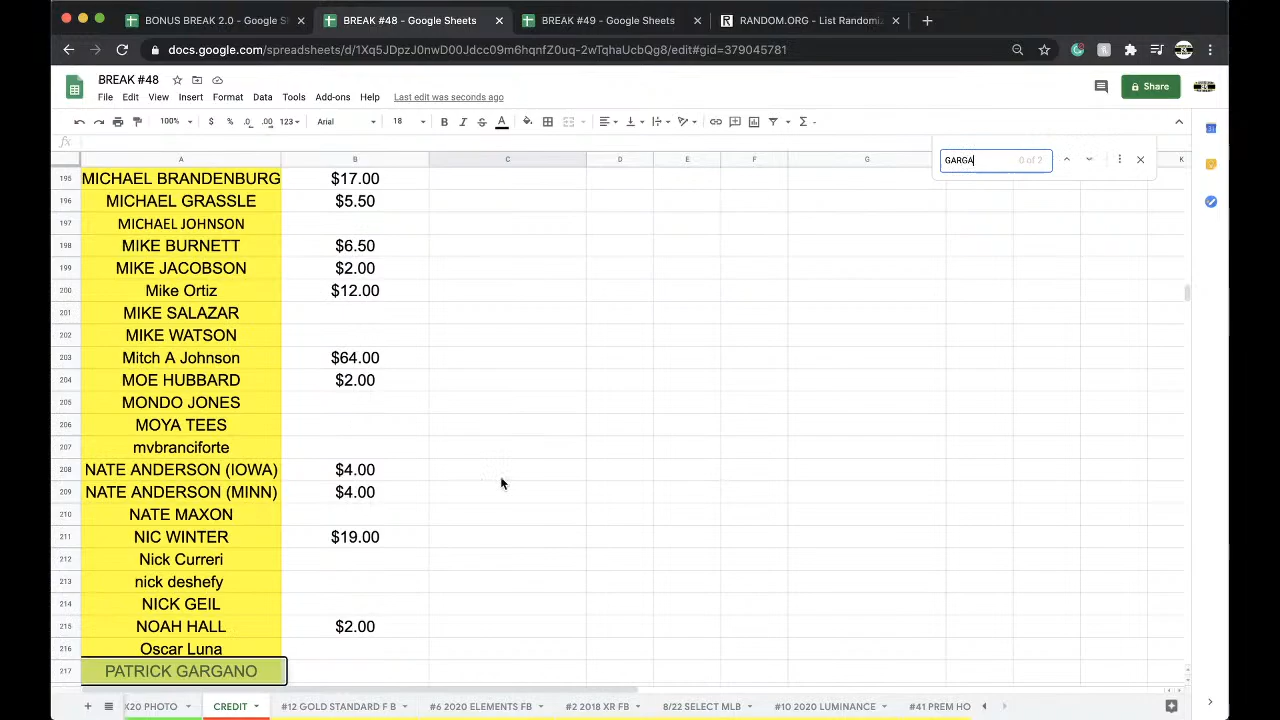 BONUS BREAK 2.0 - Google S
BREAK #48 - Google Sheets
BREAK #49 - Google Sheets
RANDOM.ORG - List Randomi
docs.google.com/spreadsheets/d/1Xq5JDpzJ0nwD00Jdcc09m6hqnfZ0uq-2wTqhaUcbQg8/edit#gid=379045781
BREAK #48
File Edit View Insert Format Data Tools Add-ons Help Last edit was seconds ago
Share
100% $ % .0 .00 123 Arial 18 B I S A
fx
GARGA 0 of 2
A B C D E F G K
195 MICHAEL BRANDENBURG $17.00
196 MICHAEL GRASSLE $5.50
197 MICHAEL JOHNSON
198 MIKE BURNETT $6.50
199 MIKE JACOBSON $2.00
200 Mike Ortiz $12.00
201 MIKE SALAZAR
202 MIKE WATSON
203 Mitch A Johnson $64.00
204 MOE HUBBARD $2.00
205 MONDO JONES
206 MOYA TEES
207 mvbranciforte
208 NATE ANDERSON (IOWA) $4.00
209 NATE ANDERSON (MINN) $4.00
210 NATE MAXON
211 NIC WINTER $19.00
212 Nick Curreri
213 nick deshefy
214 NICK GEIL
215 NOAH HALL $2.00
216 Oscar Luna
217 PATRICK GARGANO
X20 PHOTO CREDIT #12 GOLD STANDARD F B #6 2020 ELEMENTS FB #2 2018 XR FB 8/22 SELECT MLB #10 2020 LUMINANCE #41 PREM HO